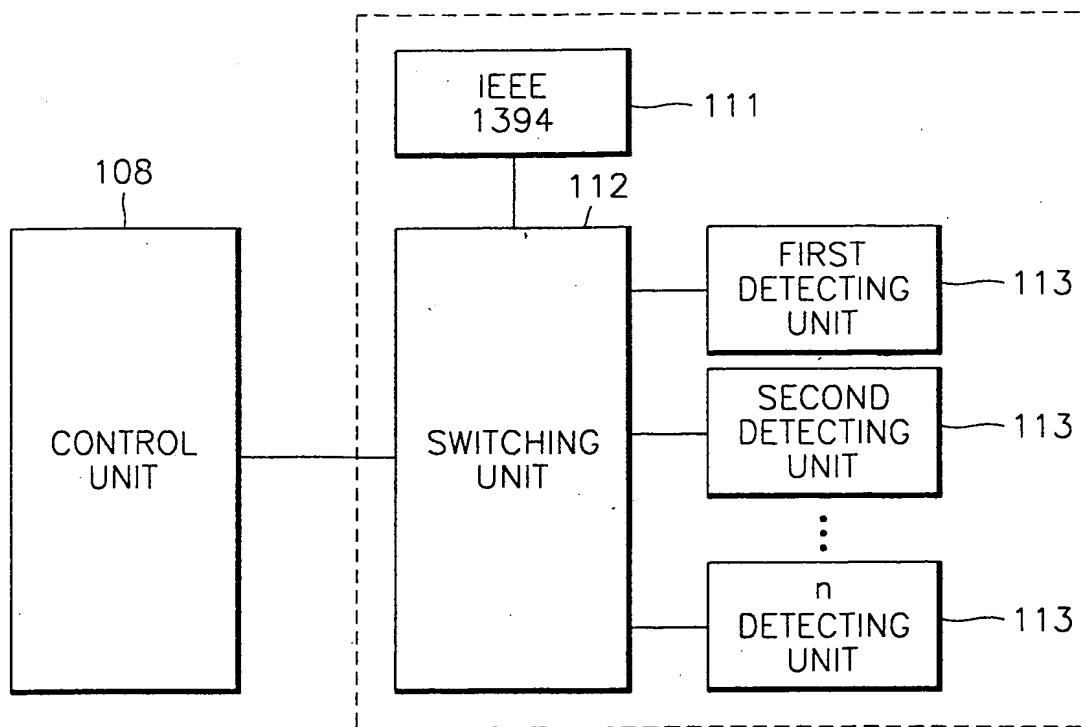 IEEE
1394
111
108
112
CONTROL
UNIT
SWITCHING
UNIT
FIRST
DETECTING
UNIT
113
SECOND
DETECTING
UNIT
113
n
DETECTING
UNIT
113